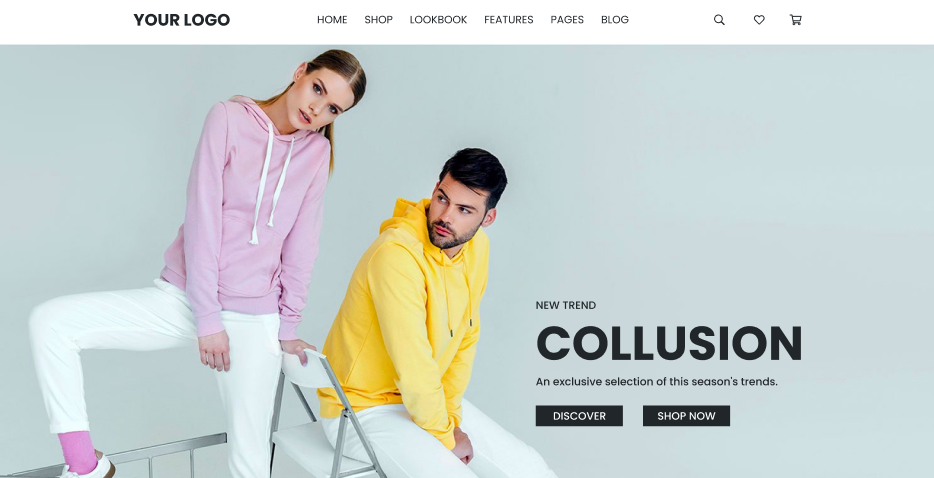 YOUR LOGO
HOME SHOP LOOKBOOK FEATURES PAGES BLOG
NEW TREND
COLLUSION
An exclusive selection of this season's trends.
DISCOVER SHOP NOW